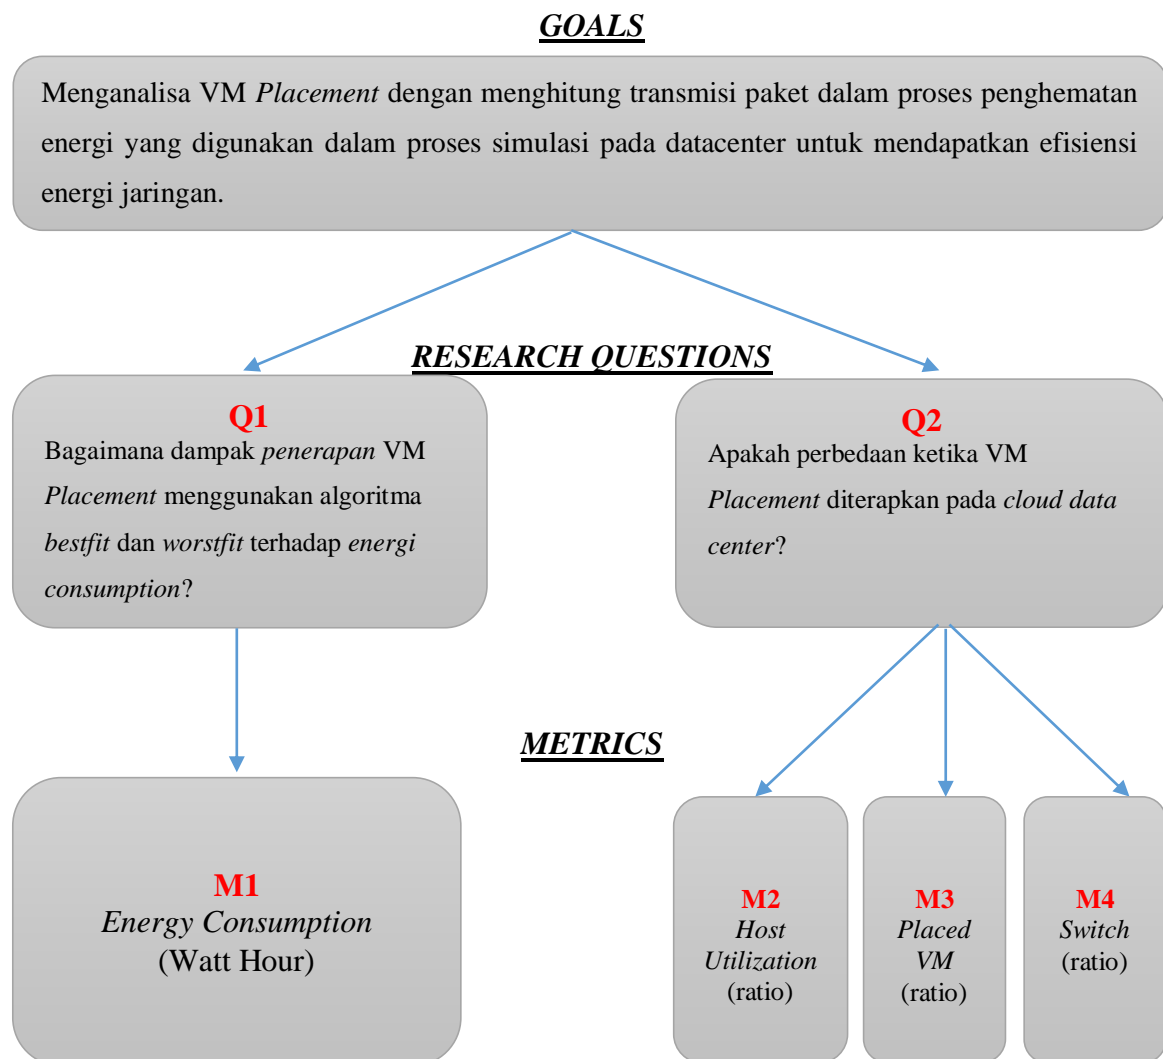 GOALS
Menganalisa VM Placement dengan menghitung transmisi paket dalam proses penghematan
energi yang digunakan dalam proses simulasi pada datacenter untuk mendapatkan efisiensi
energi jaringan.
RESEARCH QUESTIONS
Q1
Bagaimana dampak penerapan VM
Placement menggunakan algoritma
bestfit dan worstfit terhadap energi
consumption?
Q2
Apakah perbedaan ketika VM
Placement diterapkan pada cloud data
center?
METRICS
M1
Energy Consumption
(Watt Hour)
M2
Host
Utilization
(ratio)
M3
Placed
VM
(ratio)
M4
Switch
(ratio)